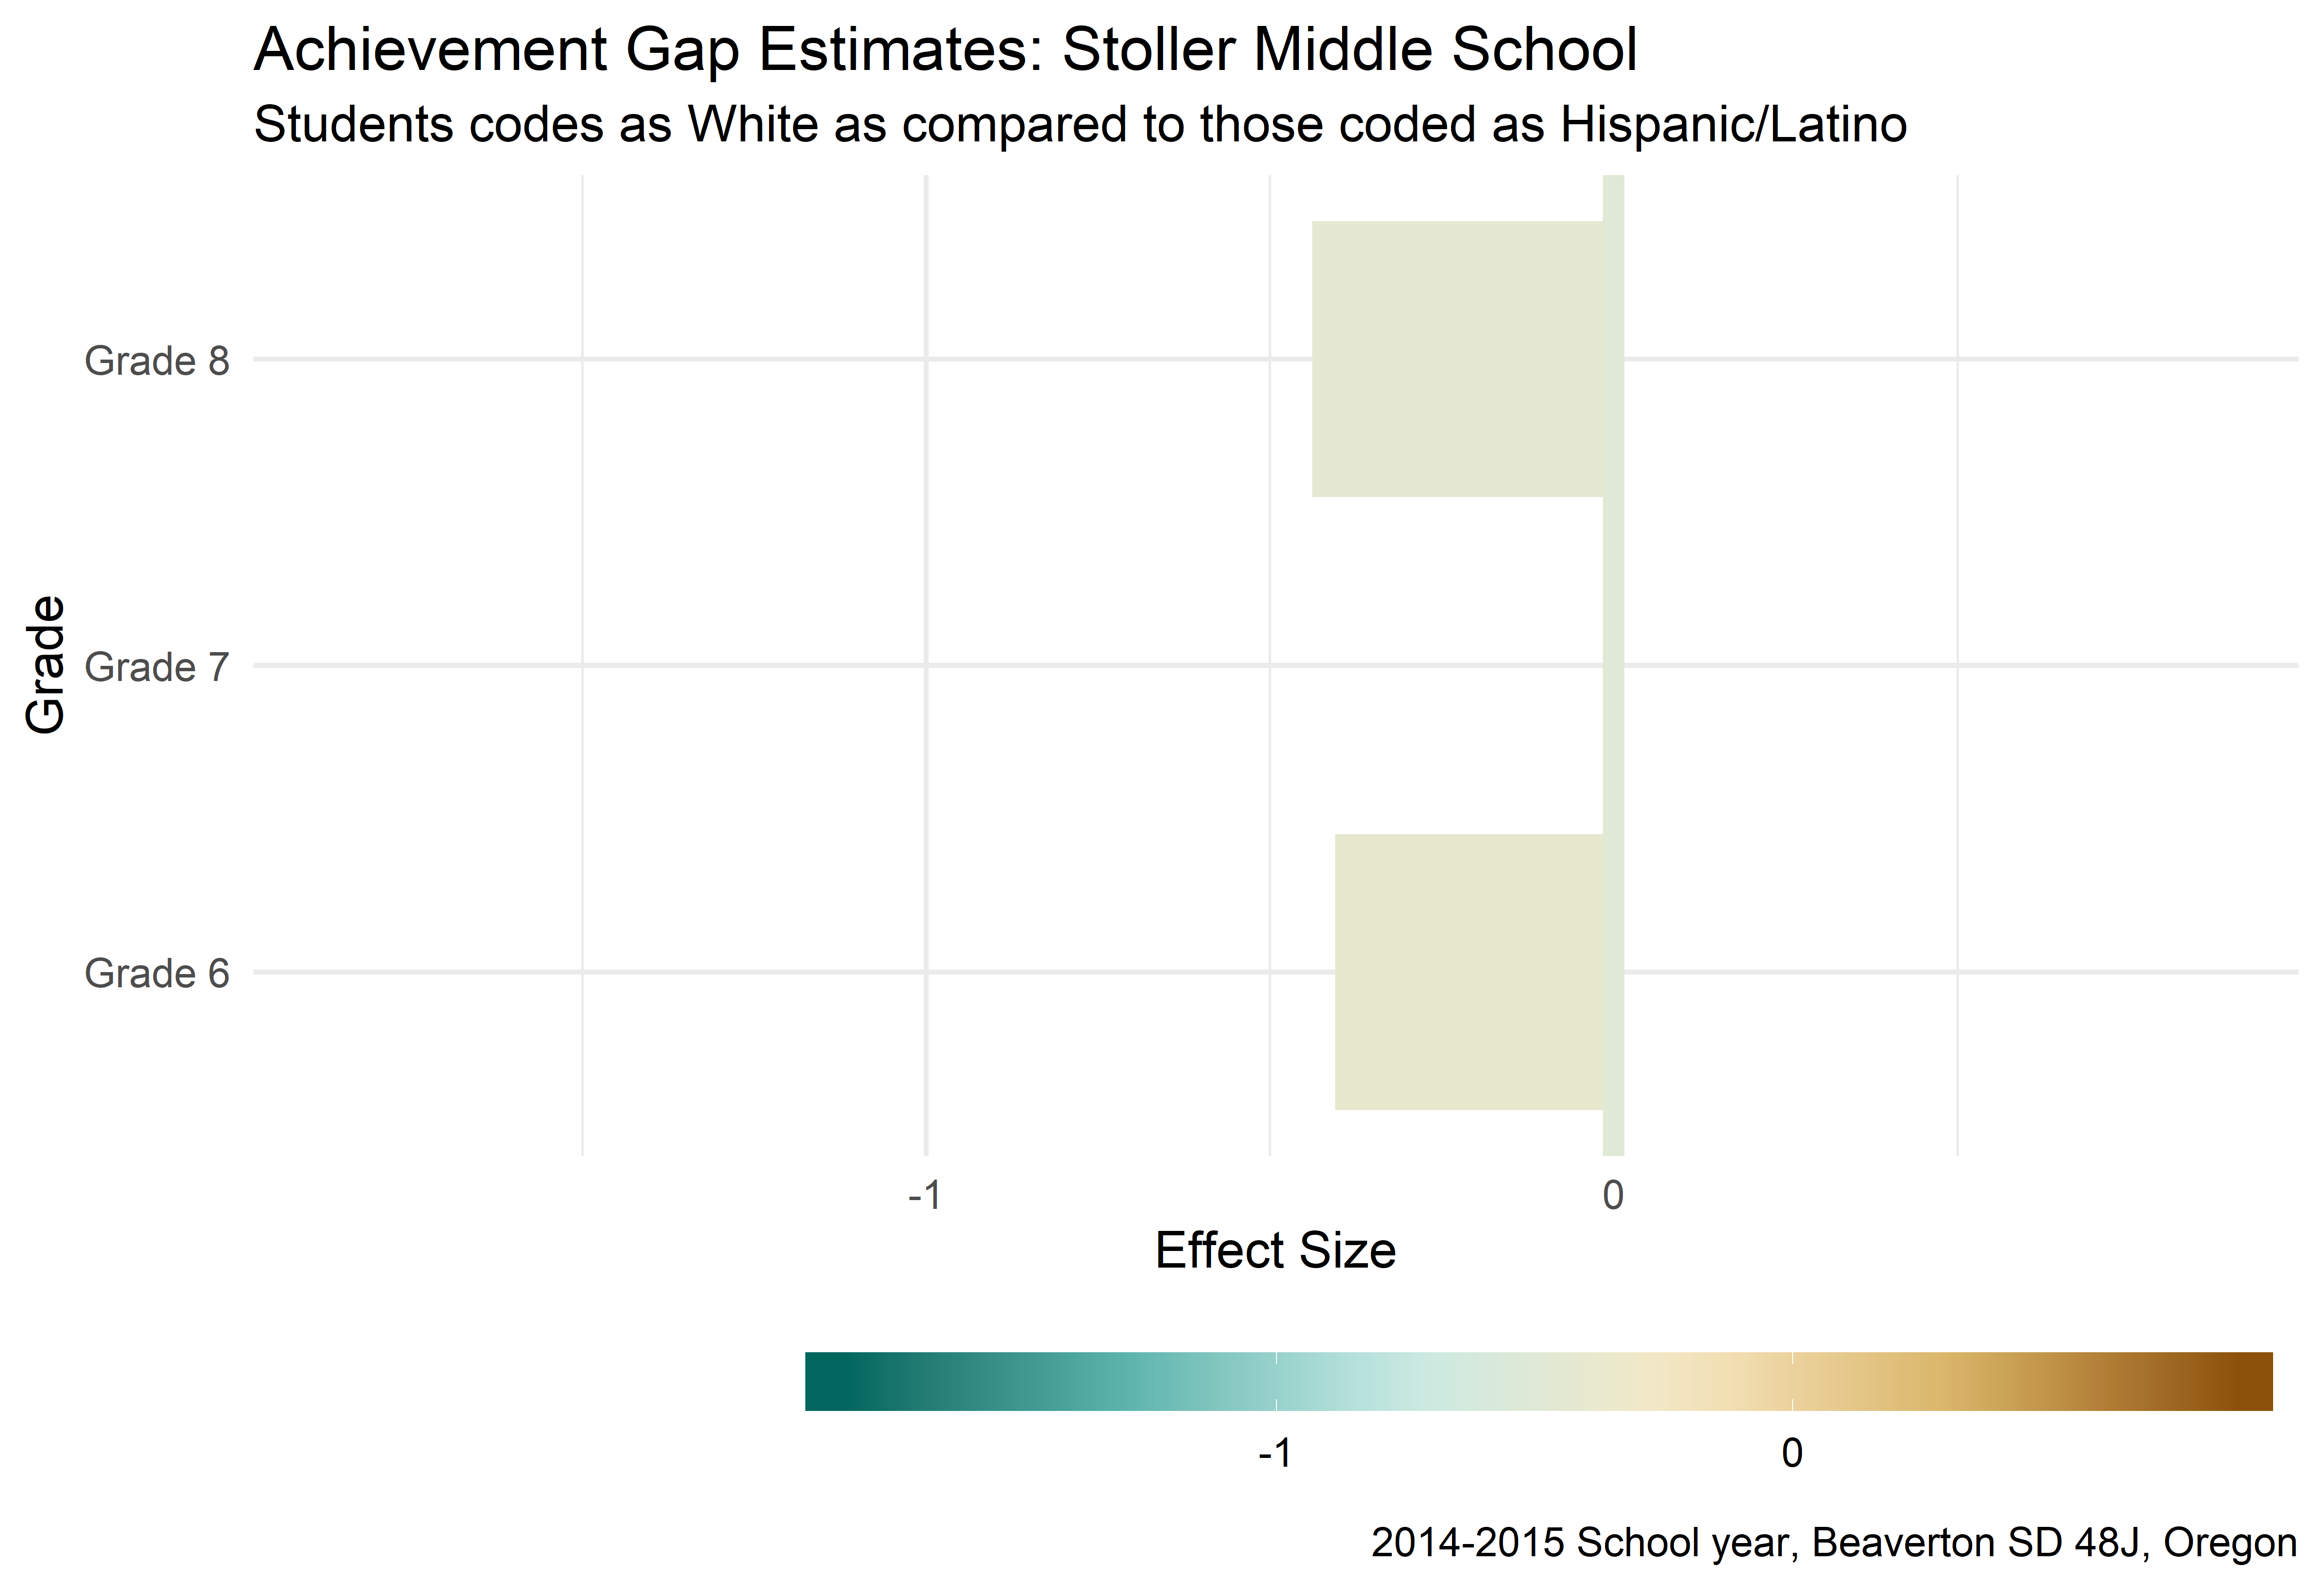 Achievement Gap Estimates: Stoller Middle School
Students codes as White as compared to those coded as Hispanic/Latino
Grade
Grade 8
Grade 7
Grade 6
-1 0
Effect Size
-1 0
2014-2015 School year, Beaverton SD 48J, Oregon